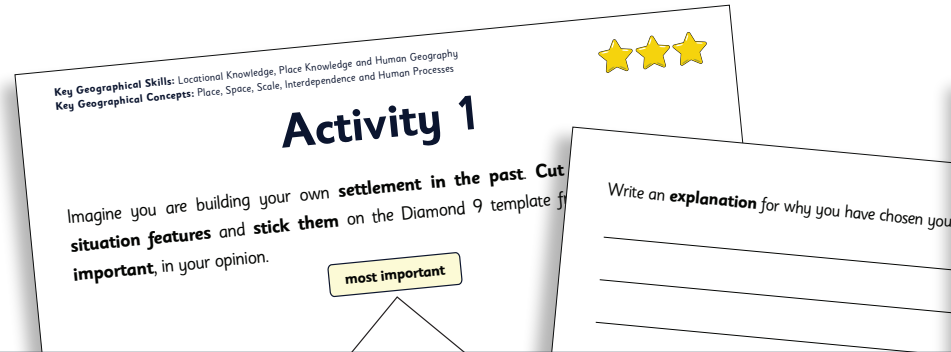 Key Geographical Skills: Locational Knowledge, Place Knowledge and Human Geography
Key Geographical Concepts: Place, Space, Scale, Interdependence and Human Processes
Activity 1
Imagine you are building your own settlement in the past. Cut
situation features and stick them on the Diamond 9 template
important, in your opinion.
most important
Write an explanation for why you have chosen